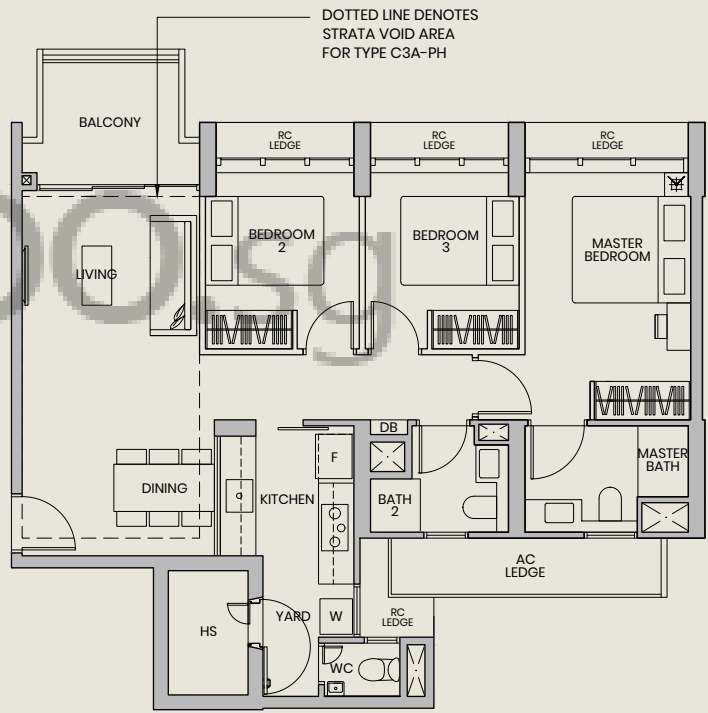 DOTTED LINE DENOTES
STRATA VOID AREA
FOR TYPE C3A-PH
BALCONY
RC
LEDGE
RC
LEDGE
RC
LEDGE
LIVING
BEDROOM
2
BEDROOM
3
MASTER
BEDROOM
DINING
KITCHEN
F
DB
BATH
2
MASTER
BATH
AC
LEDGE
HS
YARD
W
RC
LEDGE
WC
.sg